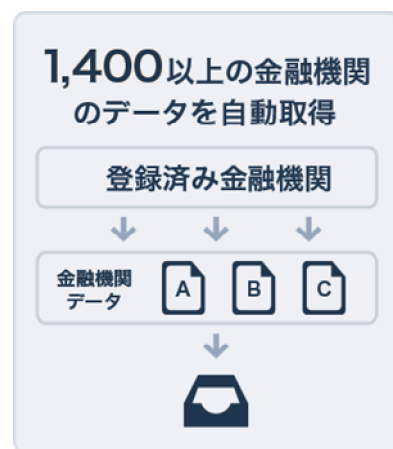 1,400以上の金融機関
のデータを自動取得
登録済み金融機関
金融機関
データ
A B C